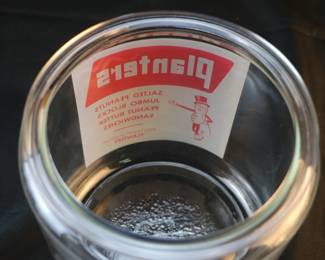 planters
SALTED PEANUTS
JUMBO BLOCKS
PEANUT BUTTER
SANDWICHES